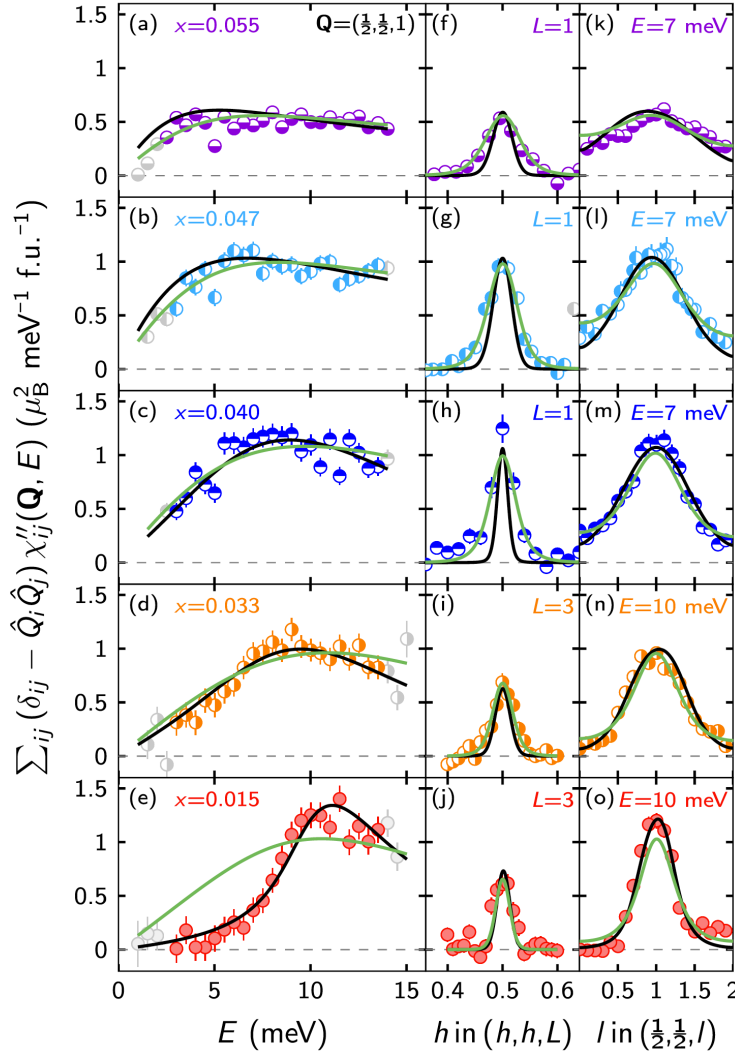 (a) x=0.055 Q=(½,½,1) (f) L=1 (k) E=7 meV
1.5
1
0.5
0
(b) x=0.047 (g) L=1 (l) E=7 meV
1.5
1
0.5
0
(c) x=0.040 (h) L=1 (m) E=7 meV
1.5
1
0.5
0
(d) x=0.033 (i) L=3 (n) E=10 meV
1.5
1
0.5
0
(e) x=0.015 (j) L=3 (o) E=10 meV
1.5
1
0.5
0
∑ij (δij − Q̂iQ̂j) χ′′ij(Q, E) (μB² meV⁻¹ f.u.⁻¹)
0 5 10 15 0.4 0.5 0.6 0.5 1 1.5 2
E (meV) h in (h, h, L) l in (½,½, l)